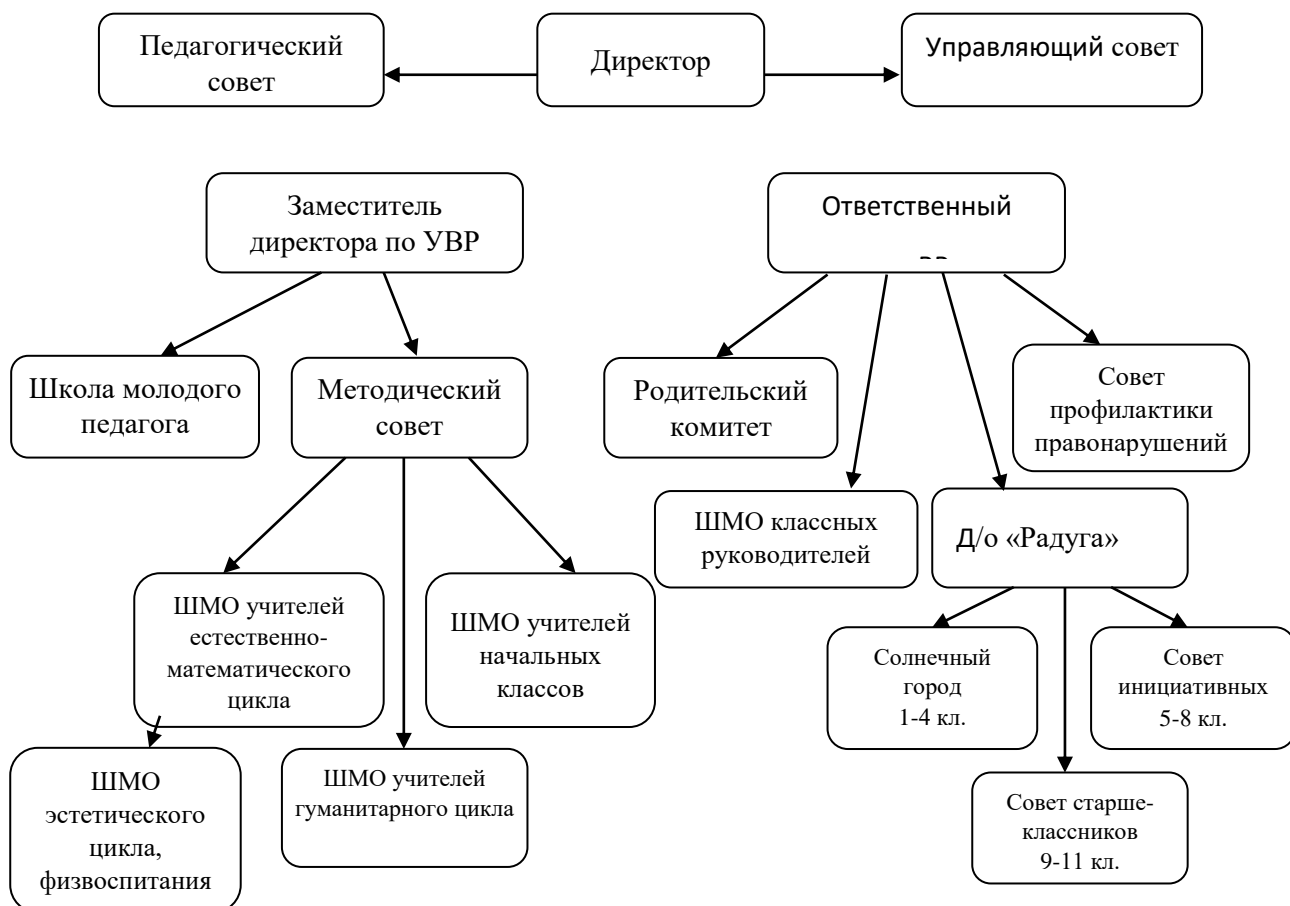 Педагогический
совет
Директор
Управляющий совет
Заместитель
директора по УВР
Ответственный
Школа молодого
педагога
Методический
совет
Родительский
комитет
Совет
профилактики
правонарушений
ШМО классных
руководителей
Д/о «Радуга»
ШМО учителей
естественно-
математического
цикла
ШМО учителей
начальных
классов
Солнечный
город
1-4 кл.
Совет
инициативных
5-8 кл.
ШМО
эстетического
цикла,
физвоспитания
ШМО учителей
гуманитарного цикла
Совет старше-
классников
9-11 кл.